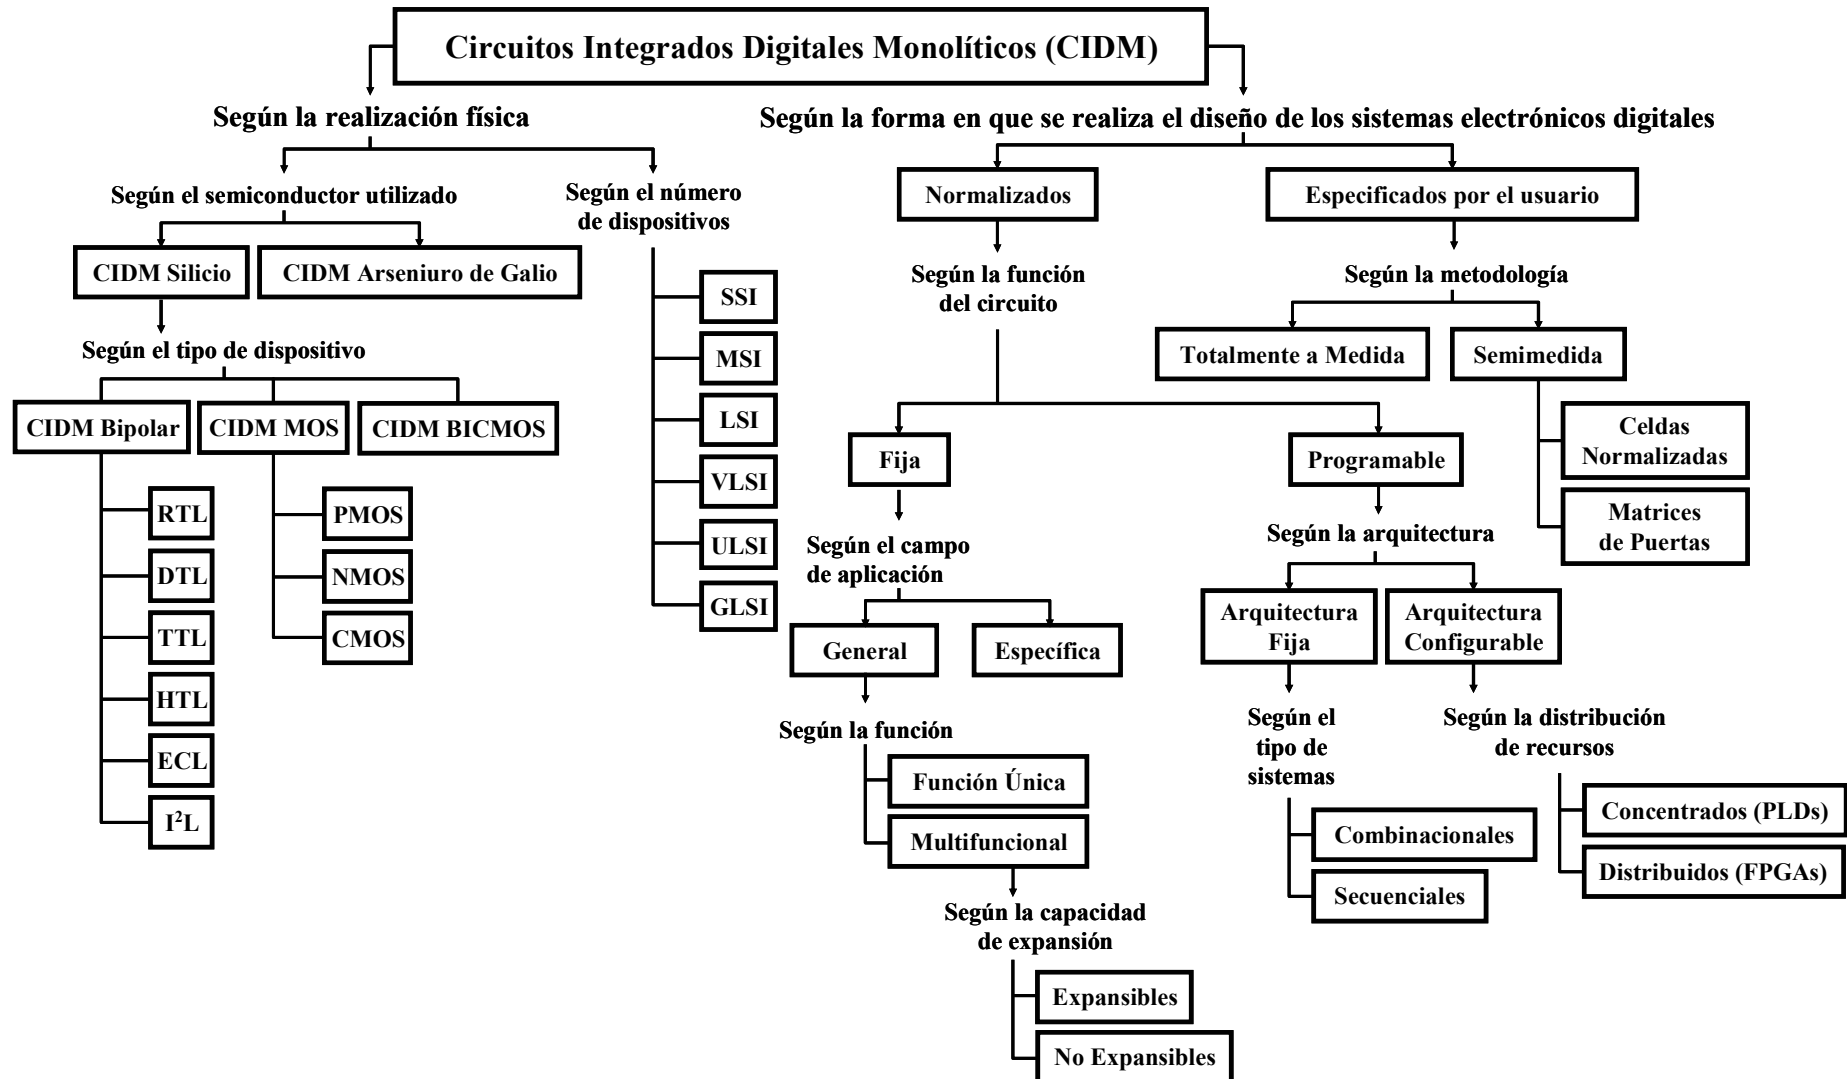 Circuitos Integrados Digitales Monolíticos (CIDM)
Según la realización física
Según el semiconductor utilizado
CIDM Silicio
CIDM Arseniuro de Galio
Según el tipo de dispositivo
CIDM Bipolar
CIDM MOS
CIDM BICMOS
RTL
DTL
TTL
HTL
ECL
I²L
PMOS
NMOS
CMOS
Según el número
de dispositivos
SSI
MSI
LSI
VLSI
ULSI
GLSI
Según la forma en que se realiza el diseño de los sistemas electrónicos digitales
Normalizados
Según la función
del circuito
Fija
Según el campo
de aplicación
General
Específica
Según la función
Función Única
Multifuncional
Según la capacidad
de expansión
Expansibles
No Expansibles
Programable
Según la arquitectura
Arquitectura
Fija
Según el
tipo de
sistemas
Combinacionales
Secuenciales
Arquitectura
Configurable
Según la distribución
de recursos
Concentrados (PLDs)
Distribuidos (FPGAs)
Especificados por el usuario
Según la metodología
Totalmente a Medida
Semimedida
Celdas
Normalizadas
Matrices
de Puertas